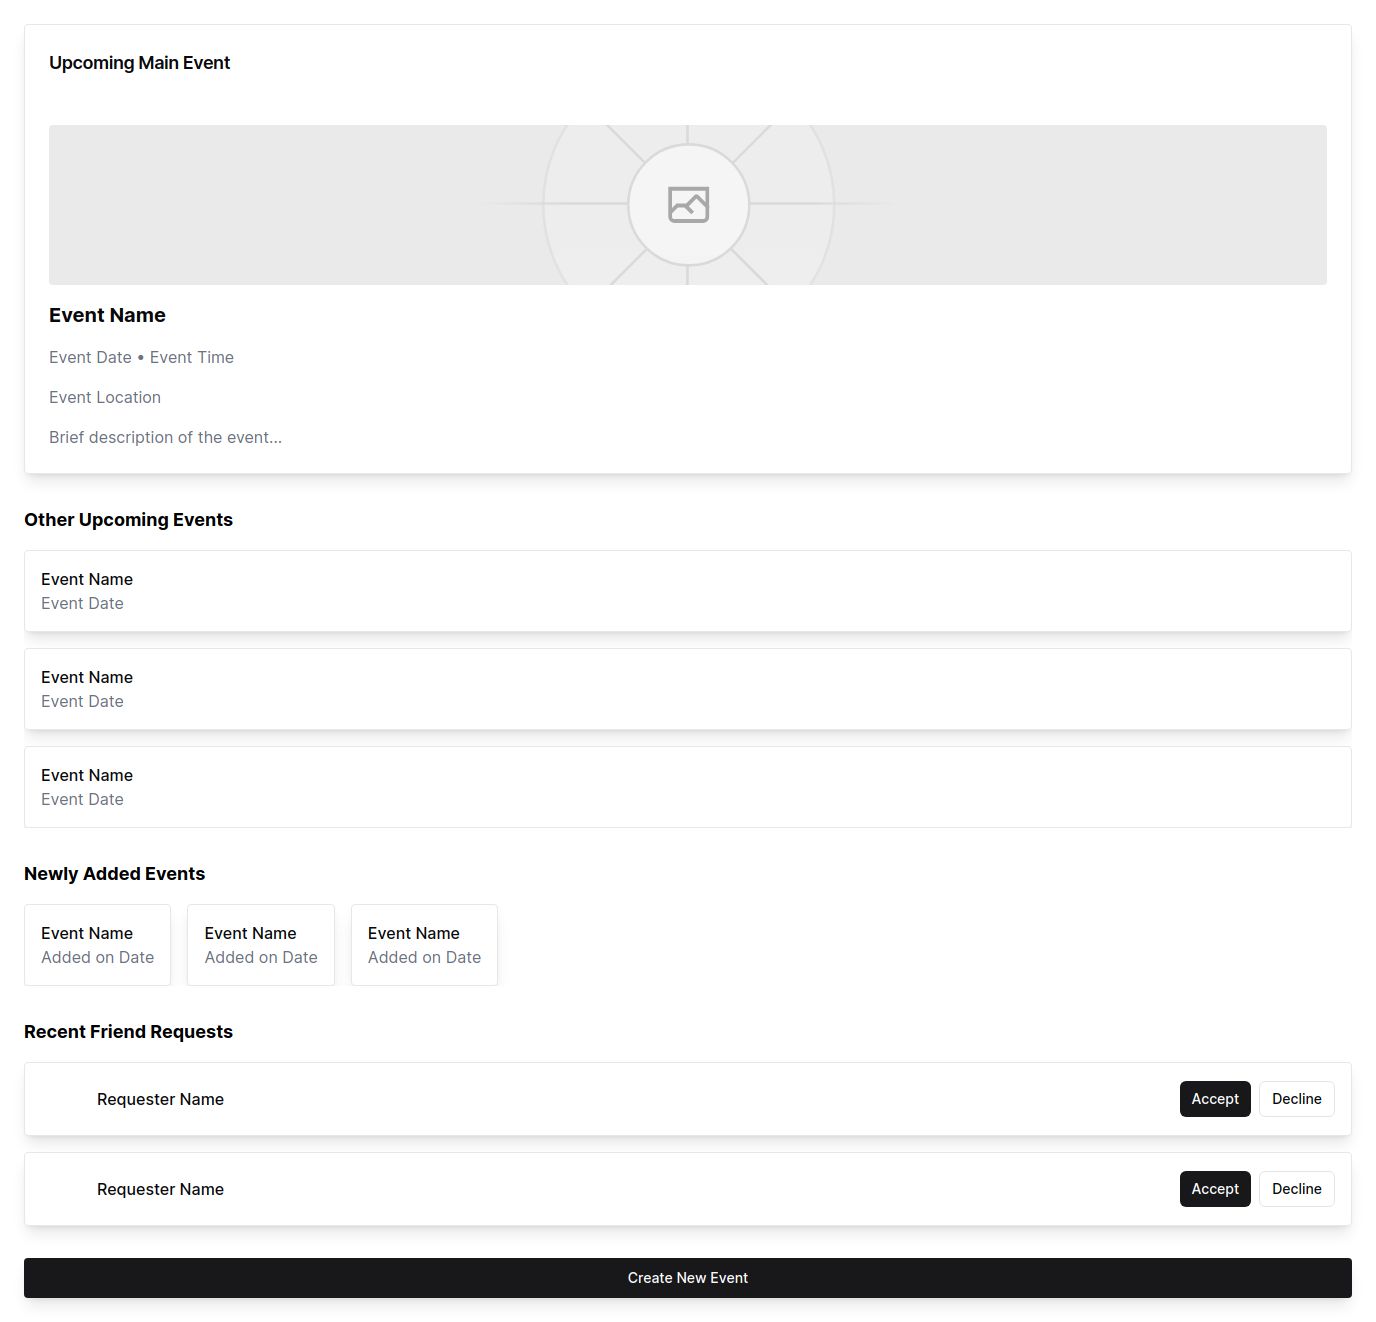 Upcoming Main Event
Event Name
Event Date • Event Time
Event Location
Brief description of the event...
Other Upcoming Events
Event Name
Event Date
Event Name
Event Date
Event Name
Event Date
Newly Added Events
Event Name
Added on Date
Event Name
Added on Date
Event Name
Added on Date
Recent Friend Requests
Requester Name
Accept
Decline
Requester Name
Accept
Decline
Create New Event